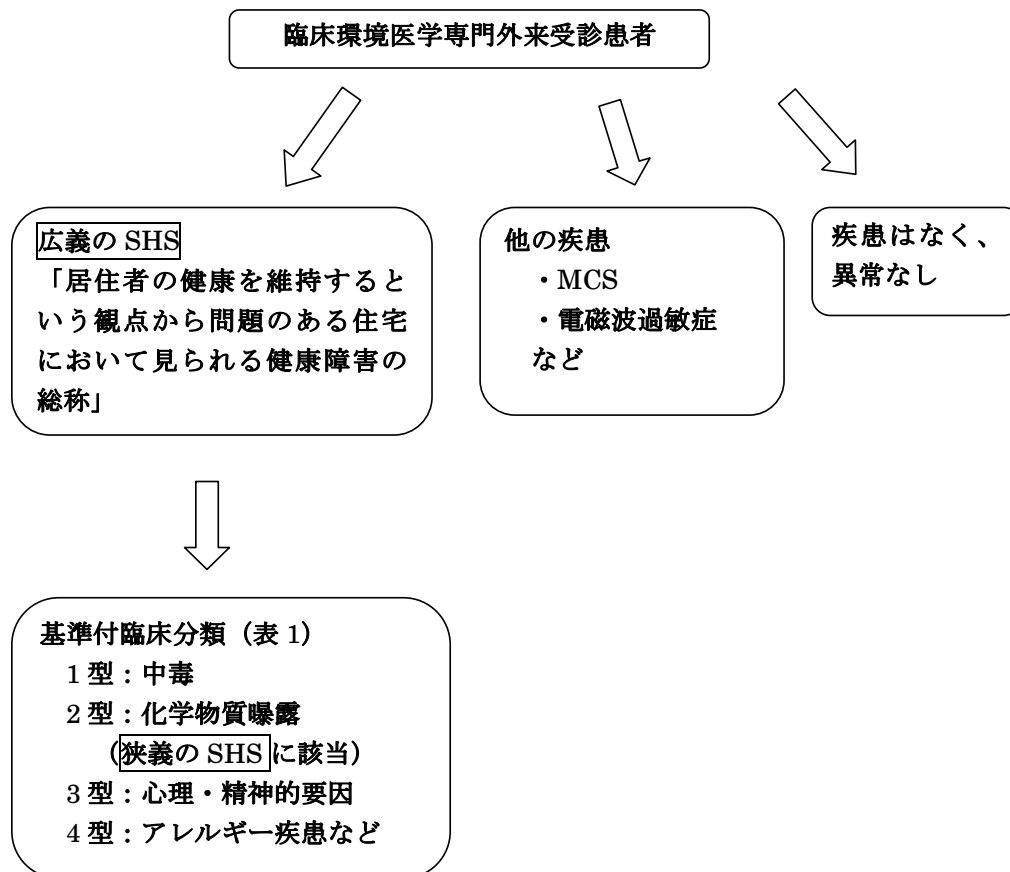 臨床環境医学専門外来受診患者
広義の SHS
「居住者の健康を維持すると
いう観点から問題のある住宅
において見られる健康障害の
総称」
他の疾患
・MCS
・電磁波過敏症
など
疾患はなく、
異常なし
基準付臨床分類（表 1）
1 型：中毒
2 型：化学物質曝露
（狭義の SHS に該当）
3 型：心理・精神的要因
4 型：アレルギー疾患など